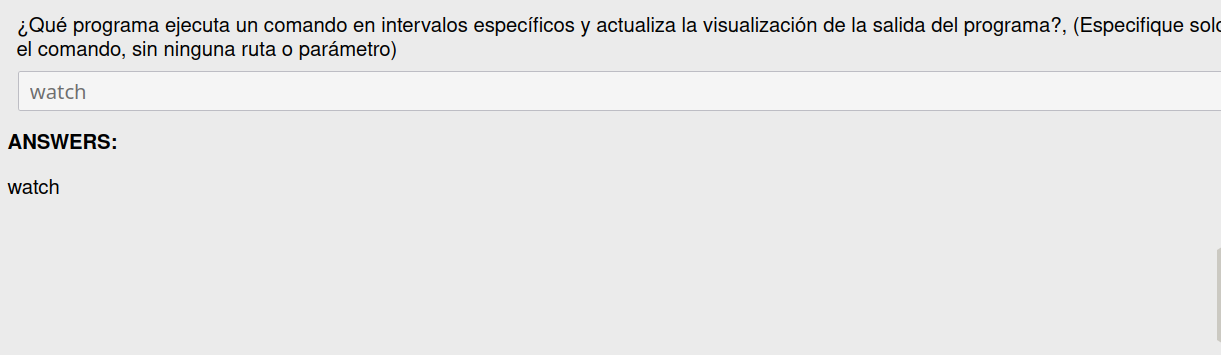 ¿Qué programa ejecuta un comando en intervalos específicos y actualiza la visualización de la salida del programa?, (Especifique
el comando, sin ninguna ruta o parámetro)
watch
ANSWERS:
watch